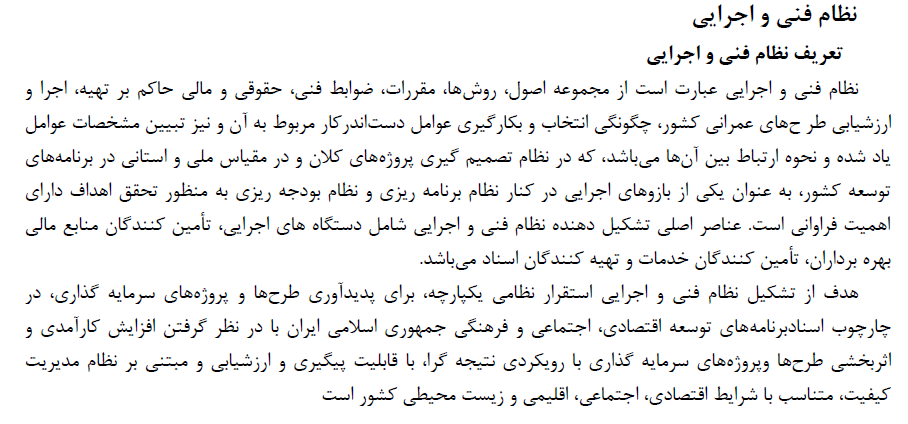 نظام فنی و اجرایی
تعریف نظام فنی و اجرایی
نظام فنی و اجرایی عبارت است از مجموعه اصول، روش‌ها، مقررات، ضوابط فنی، حقوقی و مالی حاکم بر تهیه، اجرا و
ارزشیابی طر ح‌های عمرانی کشور، چگونگی انتخاب و بکارگیری عوامل دست‌اندرکار مربوط به آن و نیز تبیین مشخصات عوامل
یاد شده و نحوه ارتباط بین آن‌ها می‌باشد، که در نظام تصمیم گیری پروژه‌های کلان و در مقیاس ملی و استانی در برنامه‌های
توسعه کشور، به عنوان یکی از بازوهای اجرایی در کنار نظام برنامه ریزی و نظام بودجه ریزی به منظور تحقق اهداف دارای
اهمیت فراوانی است. عناصر اصلی تشکیل دهنده نظام فنی و اجرایی شامل دستگاه های اجرایی، تأمین کنندگان منابع مالی
بهره برداران، تأمین کنندگان خدمات و تهیه کنندگان اسناد می‌باشد.
هدف از تشکیل نظام فنی و اجرایی استقرار نظامی یکپارچه، برای پدیدآوری طرح‌ها و پروژه‌های سرمایه گذاری، در
چارچوب اسنادبرنامه‌های توسعه اقتصادی، اجتماعی و فرهنگی جمهوری اسلامی ایران با در نظر گرفتن افزایش کارآمدی و
اثربخشی طرح‌ها وپروژه‌های سرمایه گذاری با رویکردی نتیجه گرا، با قابلیت پیگیری و ارزشیابی و مبتنی بر نظام مدیریت
کیفیت، متناسب با شرایط اقتصادی، اجتماعی، اقلیمی و زیست محیطی کشور است